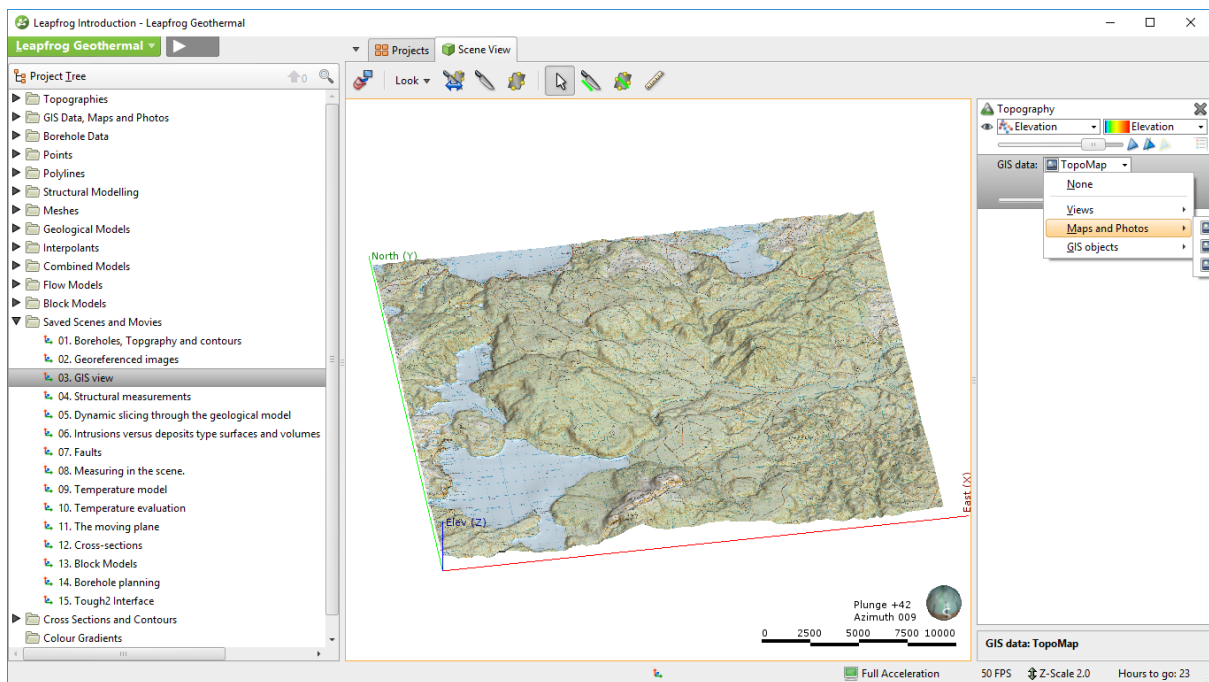 Leapfrog Introduction - Leapfrog Geothermal
Leapfrog Geothermal
Projects
Scene View
Project Tree
0
Look
Topographies
GIS Data, Maps and Photos
Borehole Data
Points
Polylines
Structural Modelling
Meshes
Geological Models
Interpolants
Combined Models
Flow Models
Block Models
Saved Scenes and Movies
01. Boreholes, Topgraphy and contours
02. Georeferenced images
03. GIS view
04. Structural measurements
05. Dynamic slicing through the geological model
06. Intrusions versus deposits type surfaces and volumes
07. Faults
08. Measuring in the scene.
09. Temperature model
10. Temperature evaluation
11. The moving plane
12. Cross-sections
13. Block Models
14. Borehole planning
15. Tough2 Interface
Cross Sections and Contours
Colour Gradients
North (Y)
Elev (Z)
East (X)
Plunge +42
Azimuth 009
0 2500 5000 7500 10000
Topography
Elevation Elevation
GIS data: TopoMap
None
Views
Maps and Photos
GIS objects
GIS data: TopoMap
Full Acceleration 50 FPS Z-Scale 2.0 Hours to go: 23